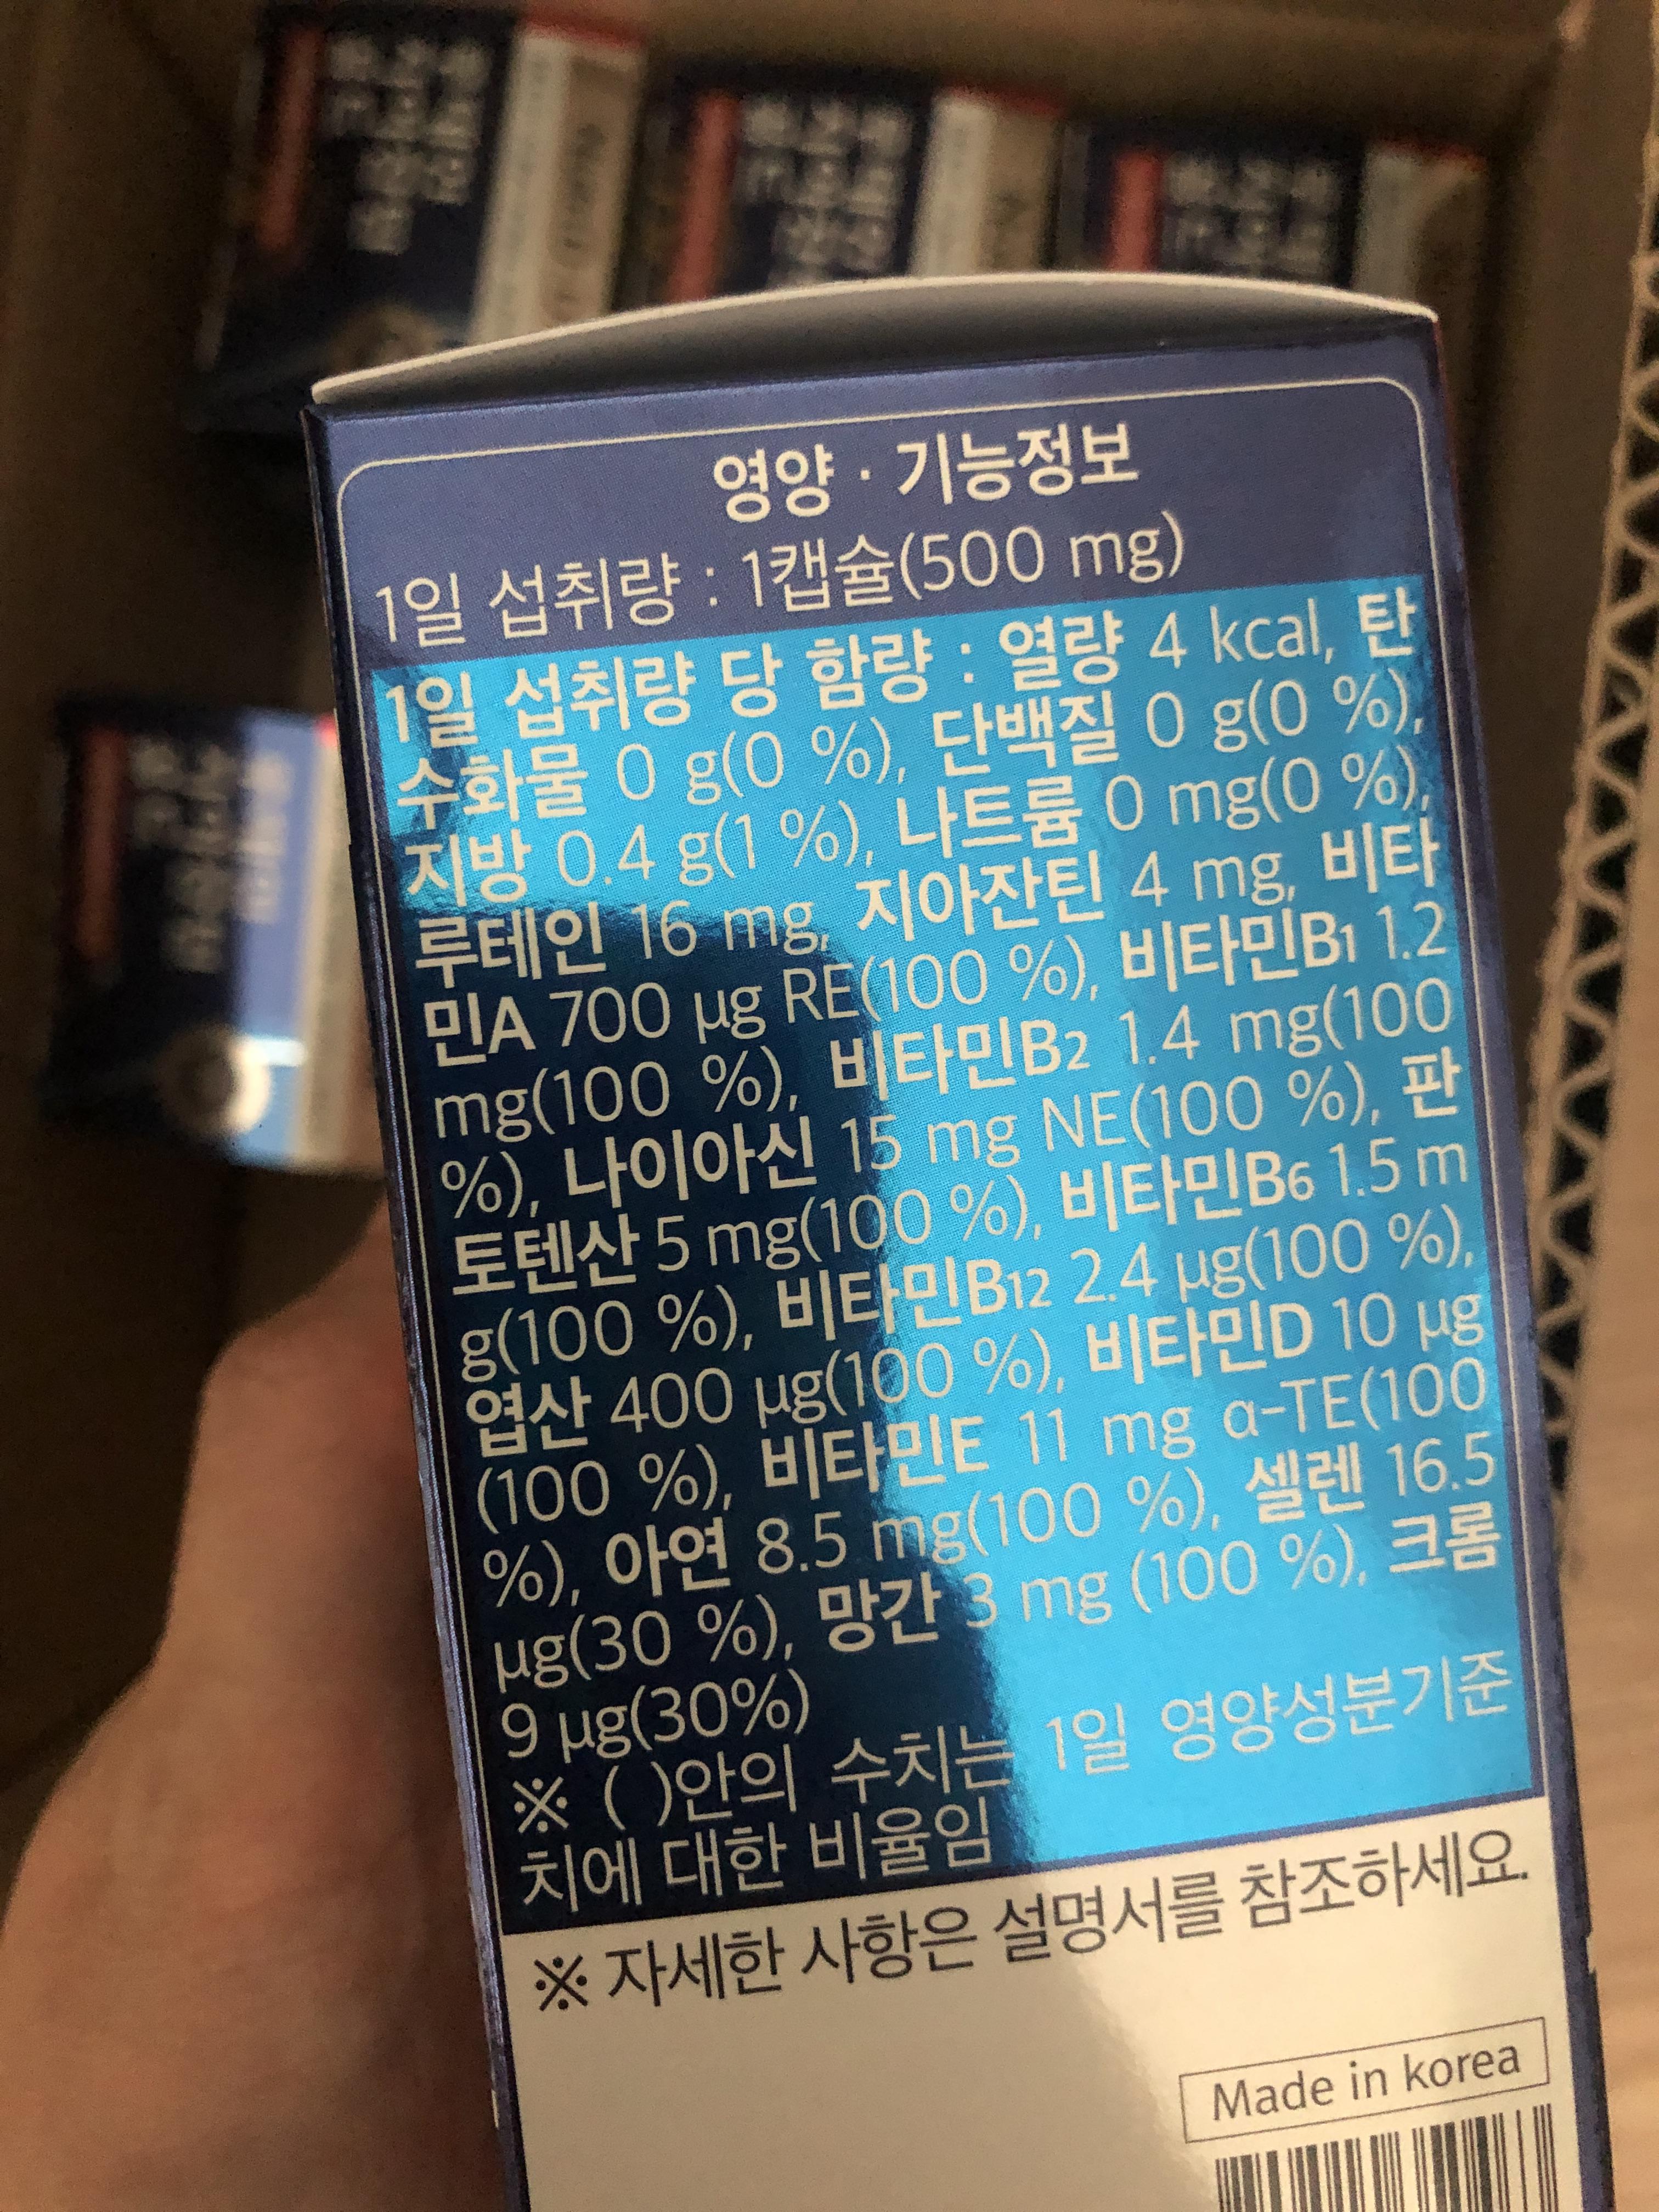 영양 · 기능정보
1일 섭취량 : 1캡슐(500 mg)
1일 섭취량 당 함량 : 열량 4 kcal, 탄
수화물 0 g(0 %), 단백질 0 g(0 %),
지방 0.4 g(1 %), 나트륨 0 mg(0 %),
루테인 16 mg, 지아잔틴 4 mg, 비타
민A 700 µg RE(100 %), 비타민B1 1.2
mg(100 %), 비타민B2 1.4 mg(100
%), 나이아신 15 mg NE(100 %), 판
토텐산 5 mg(100 %), 비타민B6 1.5 m
g(100 %), 비타민B12 2.4 µg(100 %),
엽산 400 µg(100 %), 비타민D 10 µg
(100 %), 비타민E 11 mg α-TE(100
%), 아연 8.5 mg(100 %), 셀렌 16.5
µg(30 %), 망간 3 mg (100 %), 크롬
9 µg(30%)
※ ( )안의 수치는 1일 영양성분기준
치에 대한 비율임
※ 자세한 사항은 설명서를 참조하세요.
Made in korea